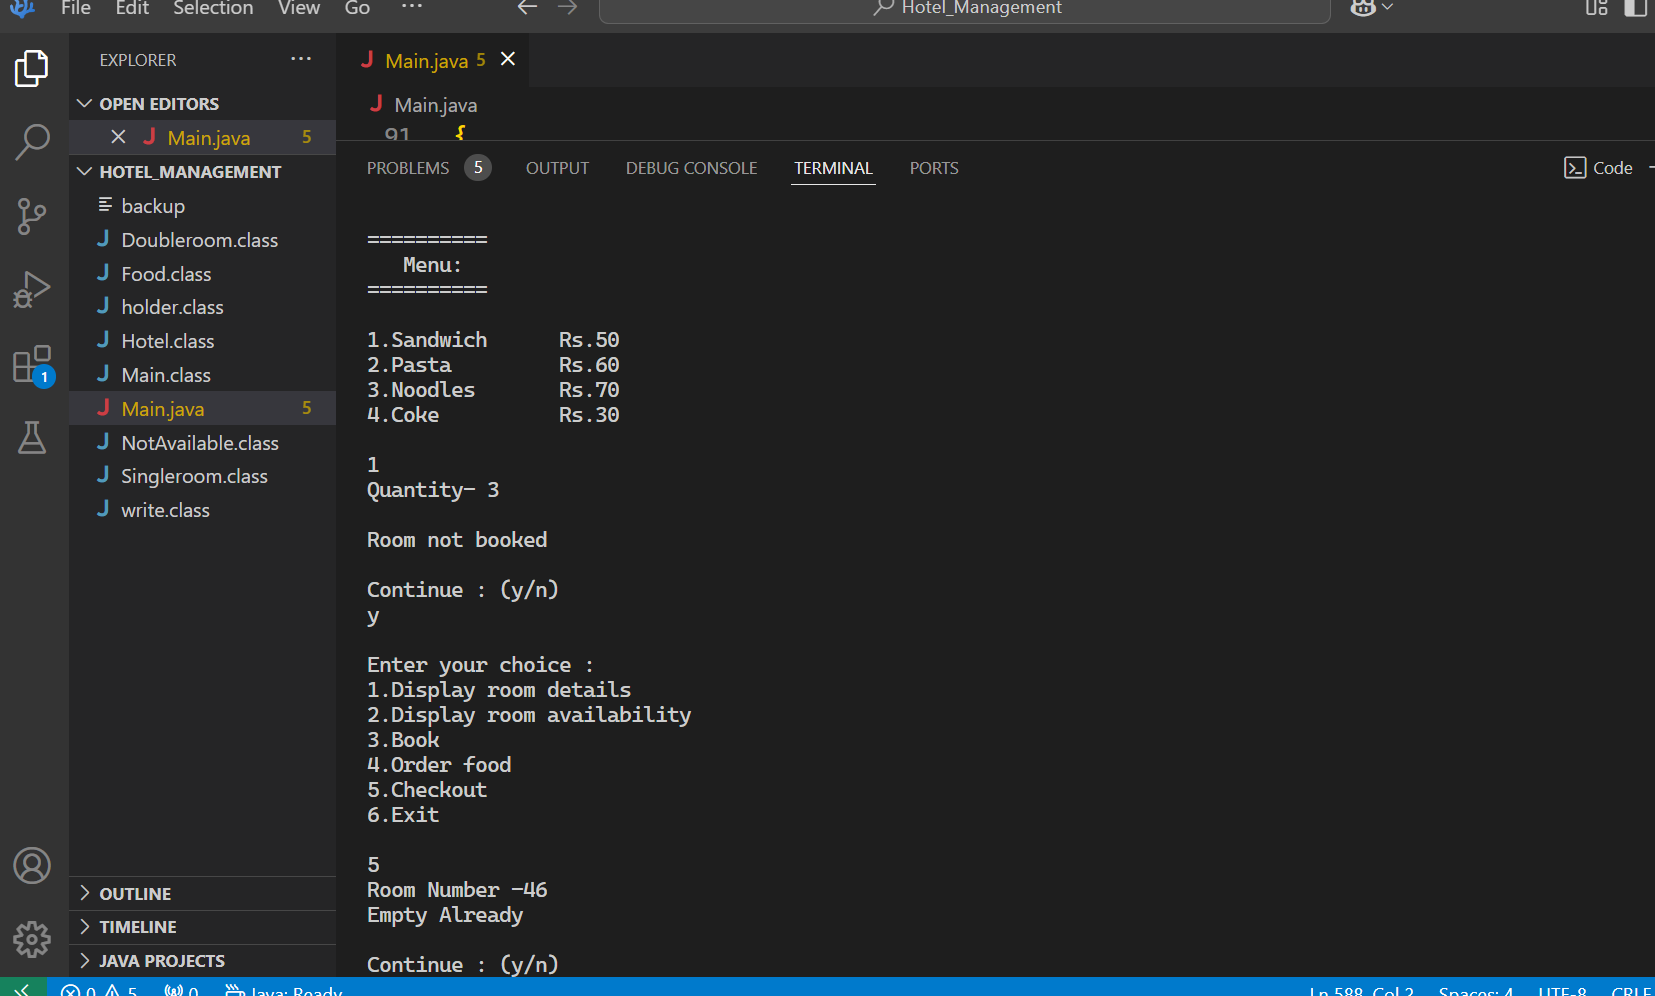 File Edit Selection View Go ···
Hotel_Management
EXPLORER ···
OPEN EDITORS
Main.java 5
HOTEL_MANAGEMENT
backup
Doubleroom.class
Food.class
holder.class
Hotel.class
Main.class
Main.java 5
NotAvailable.class
Singleroom.class
write.class
OUTLINE
TIMELINE
JAVA PROJECTS
1
Main.java 5
Main.java
91 {
PROBLEMS 5 OUTPUT DEBUG CONSOLE TERMINAL PORTS
Code
==========
Menu:
==========
1.Sandwich Rs.50
2.Pasta Rs.60
3.Noodles Rs.70
4.Coke Rs.30
1
Quantity- 3
Room not booked
Continue : (y/n)
y
Enter your choice :
1.Display room details
2.Display room availability
3.Book
4.Order food
5.Checkout
6.Exit
5
Room Number -46
Empty Already
Continue : (y/n)
0 5 0 Java: Ready
Ln 588, Col 2 Spaces: 4 UTF-8 CRLF